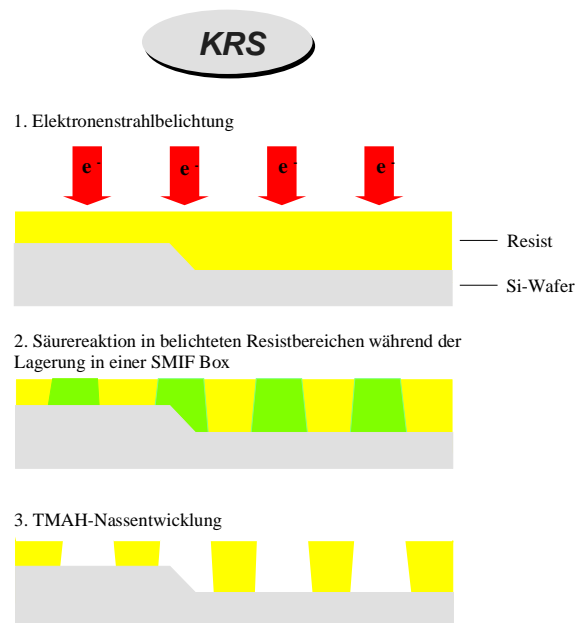 KRS
1. Elektronenstrahlbelichtung
e⁻ e⁻ e⁻ e⁻
Resist
Si-Wafer
2. Säurereaktion in belichteten Resistbereichen während der
Lagerung in einer SMIF Box
3. TMAH-Nassentwicklung